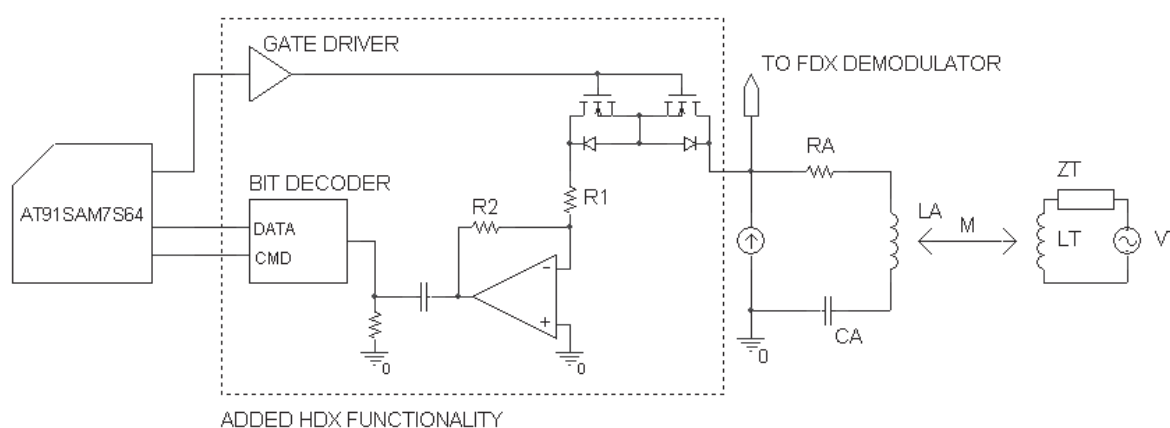 GATE DRIVER
TO FDX DEMODULATOR
RA
ZT
BIT DECODER
R1
AT91SAM7S64
R2
LA
M
LT
V
DATA
CMD
-
+
CA
0
0
0
ADDED HDX FUNCTIONALITY